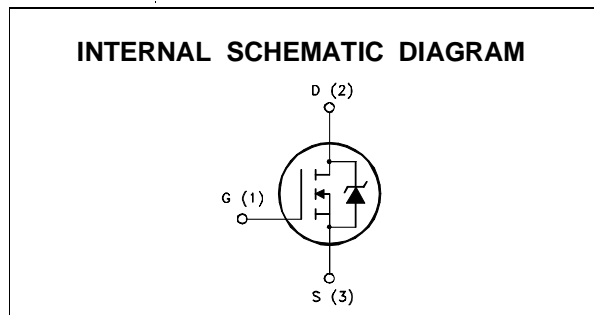 INTERNAL SCHEMATIC DIAGRAM
D (2)
G (1)
S (3)